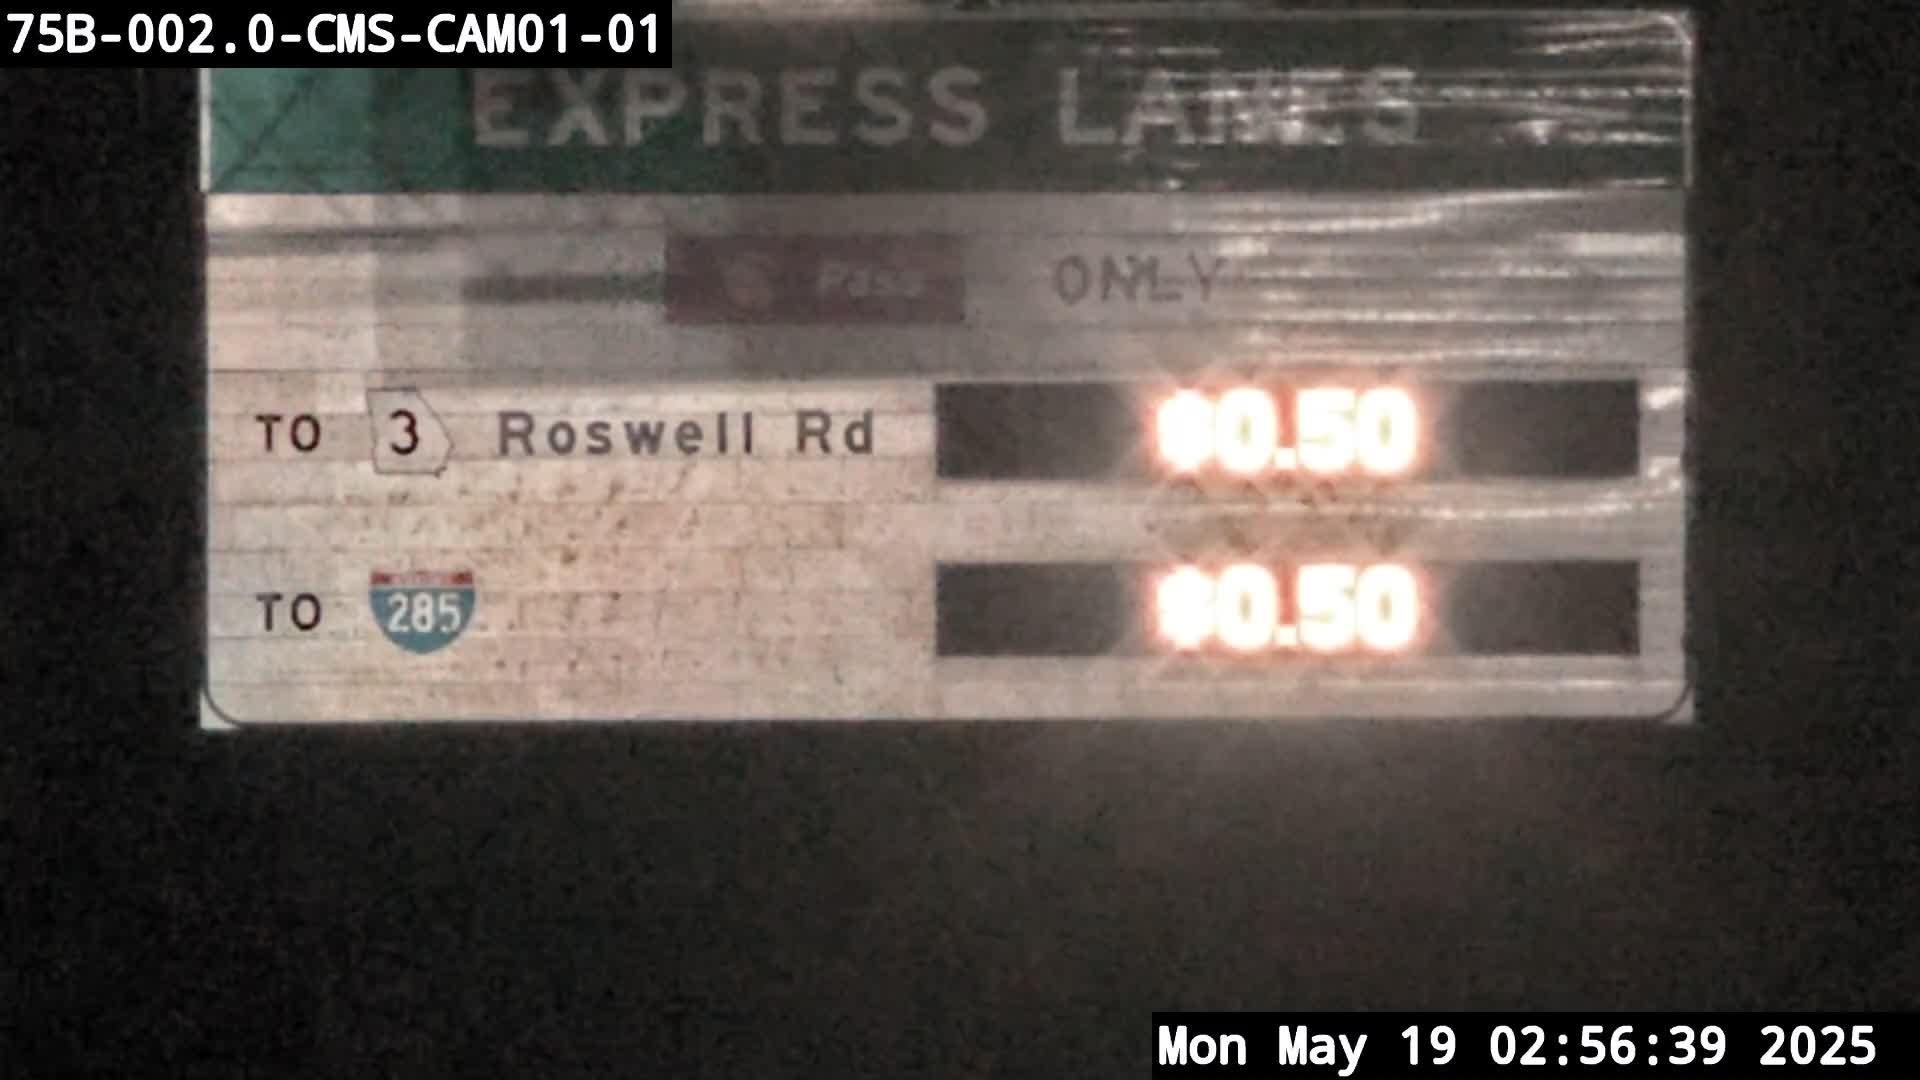 75B-002.0-CMS-CAM01-01
EXPRESS LANES
Pass ONLY
TO 3 Roswell Rd $0.50
TO 285 $0.50
Mon May 19 02:56:39 2025